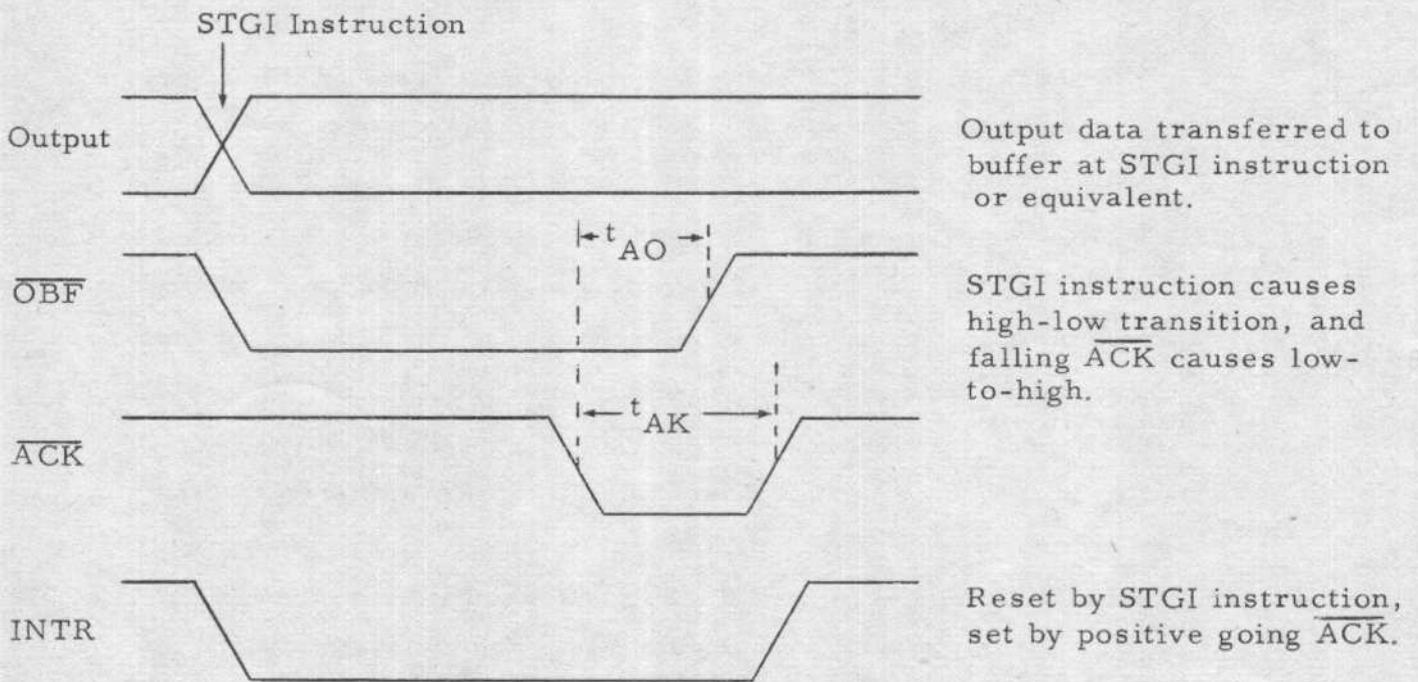 STGI Instruction
Output
Output data transferred to
buffer at STGI instruction
or equivalent.
t AO
OBF
STGI instruction causes
high-low transition, and
falling ACK causes low-
to-high.
t AK
ACK
INTR
Reset by STGI instruction,
set by positive going ACK.